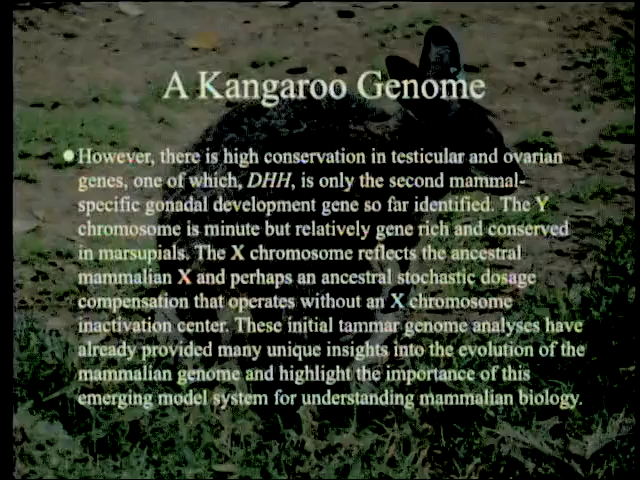 A Kangaroo Genome
However, there is high conservation in testicular and ovarian
genes, one of which, DHH, is only the second mammal-
specific gonadal development gene so far identified. The Y
chromosome is minute but relatively gene rich and conserved
in marsupials. The X chromosome reflects the ancestral
mammalian X and perhaps an ancestral stochastic dosage
compensation that operates without an X chromosome
inactivation center. These initial tammar genome analyses have
already provided many unique insights into the evolution of the
mammalian genome and highlight the importance of this
emerging model system for understanding mammalian biology.